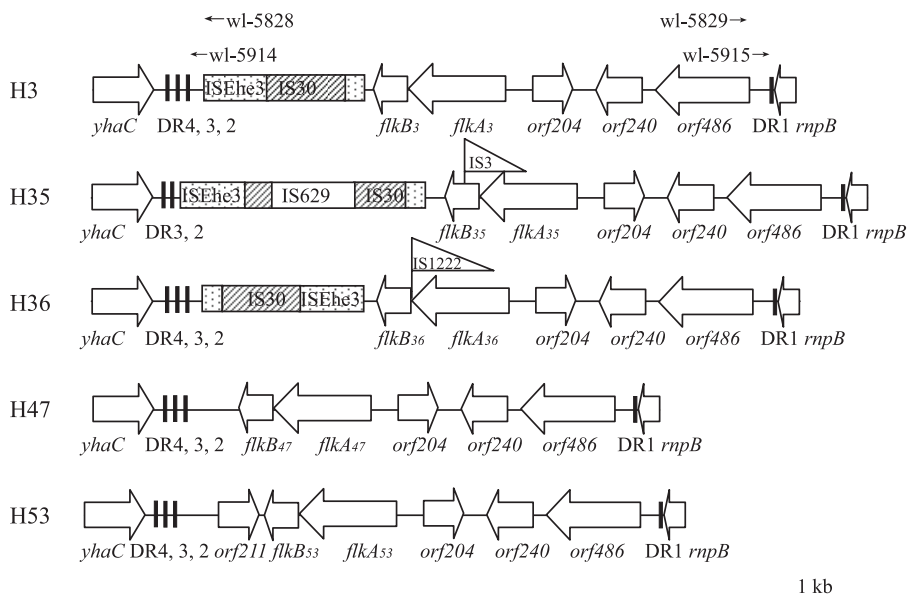 wl-5828 wl-5829
wl-5914 wl-5915
H3 ISEhe3 IS30
yhaC DR4, 3, 2 flkB3 flkA3 orf204 orf240 orf486 DR1 rnpB
IS3
H35 ISEhe3 IS629 IS30
yhaC DR3, 2 flkB35 flkA35 orf204 orf240 orf486 DR1 rnpB
IS1222
H36 IS30 ISEhe3
yhaC DR4, 3, 2 flkB36 flkA36 orf204 orf240 orf486 DR1 rnpB
H47
yhaC DR4, 3, 2 flkB47 flkA47 orf204 orf240 orf486 DR1 rnpB
H53
yhaC DR4, 3, 2 orf211 flkB53 flkA53 orf204 orf240 orf486 DR1 rnpB
1 kb